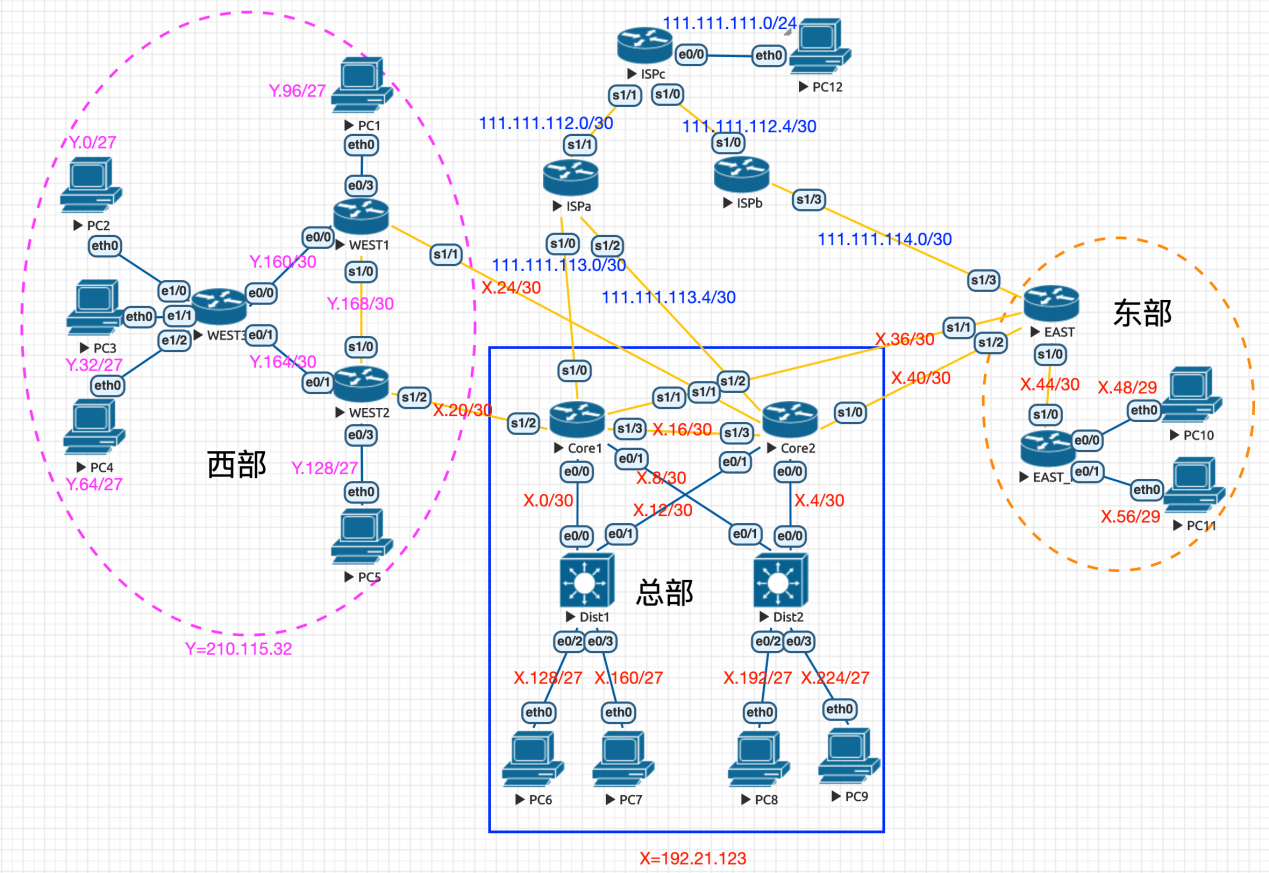 111.111.111.0/24
e0/0
eth0
ISPc
PC12
s1/1
s1/0
111.111.112.0/30
111.111.112.4/30
s1/1
s1/0
ISPa
ISPb
s1/3
s1/0
s1/2
111.111.113.0/30
111.111.113.4/30
111.111.114.0/30
s1/3
Y.96/27
PC1
eth0
e0/3
Y.0/27
PC2
eth0
e0/0
WEST1
s1/1
Y.160/30
X.24/30
s1/0
e1/0
e0/0
Y.168/30
eth0
e1/1
WEST3
PC3
e1/2
e0/1
Y.32/27
Y.164/30
s1/0
eth0
e0/1
WEST2
s1/2
X.20/30
s1/2
PC4
Y.64/27
e0/3
西部
Y.128/27
eth0
PC5
Y=210.115.32
s1/0
s1/1
s1/1
s1/2
Core1
s1/3
X.16/30
s1/3
Core2
s1/0
e0/0
e0/1
e0/1
e0/0
X.8/30
X.0/30
X.12/30
X.4/30
e0/0
e0/1
e0/1
e0/0
总部
Dist1
Dist2
e0/2
e0/3
e0/2
e0/3
X.128/27
X.160/27
X.192/27
X.224/27
eth0
eth0
eth0
eth0
PC6
PC7
PC8
PC9
X=192.21.123
东部
s1/1
EAST
X.36/30
s1/2
s1/0
X.40/30
X.44/30
X.48/29
s1/0
eth0
PC10
e0/0
EAST_
e0/1
eth0
X.56/29
PC11